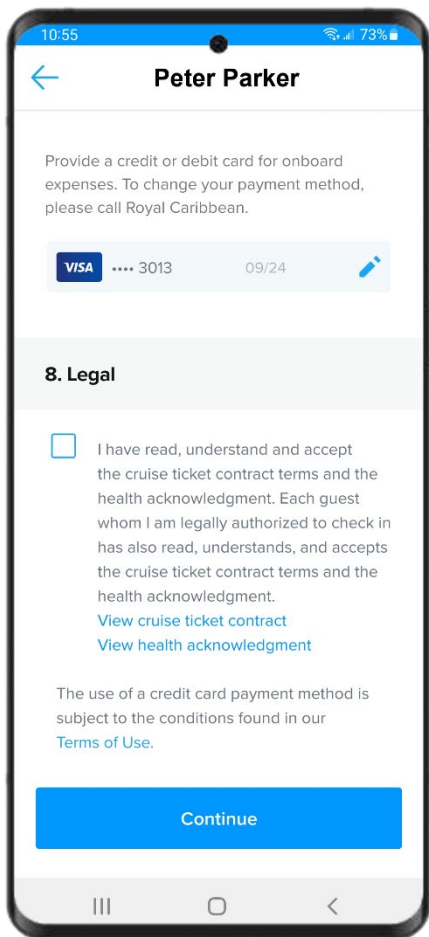 10:55 73%
Peter Parker
Provide a credit or debit card for onboard
expenses. To change your payment method,
please call Royal Caribbean.
VISA •••• 3013 09/24
8. Legal
I have read, understand and accept
the cruise ticket contract terms and the
health acknowledgment. Each guest
whom I am legally authorized to check in
has also read, understands, and accepts
the cruise ticket contract terms and the
health acknowledgment.
View cruise ticket contract
View health acknowledgment
The use of a credit card payment method is
subject to the conditions found in our
Terms of Use.
Continue